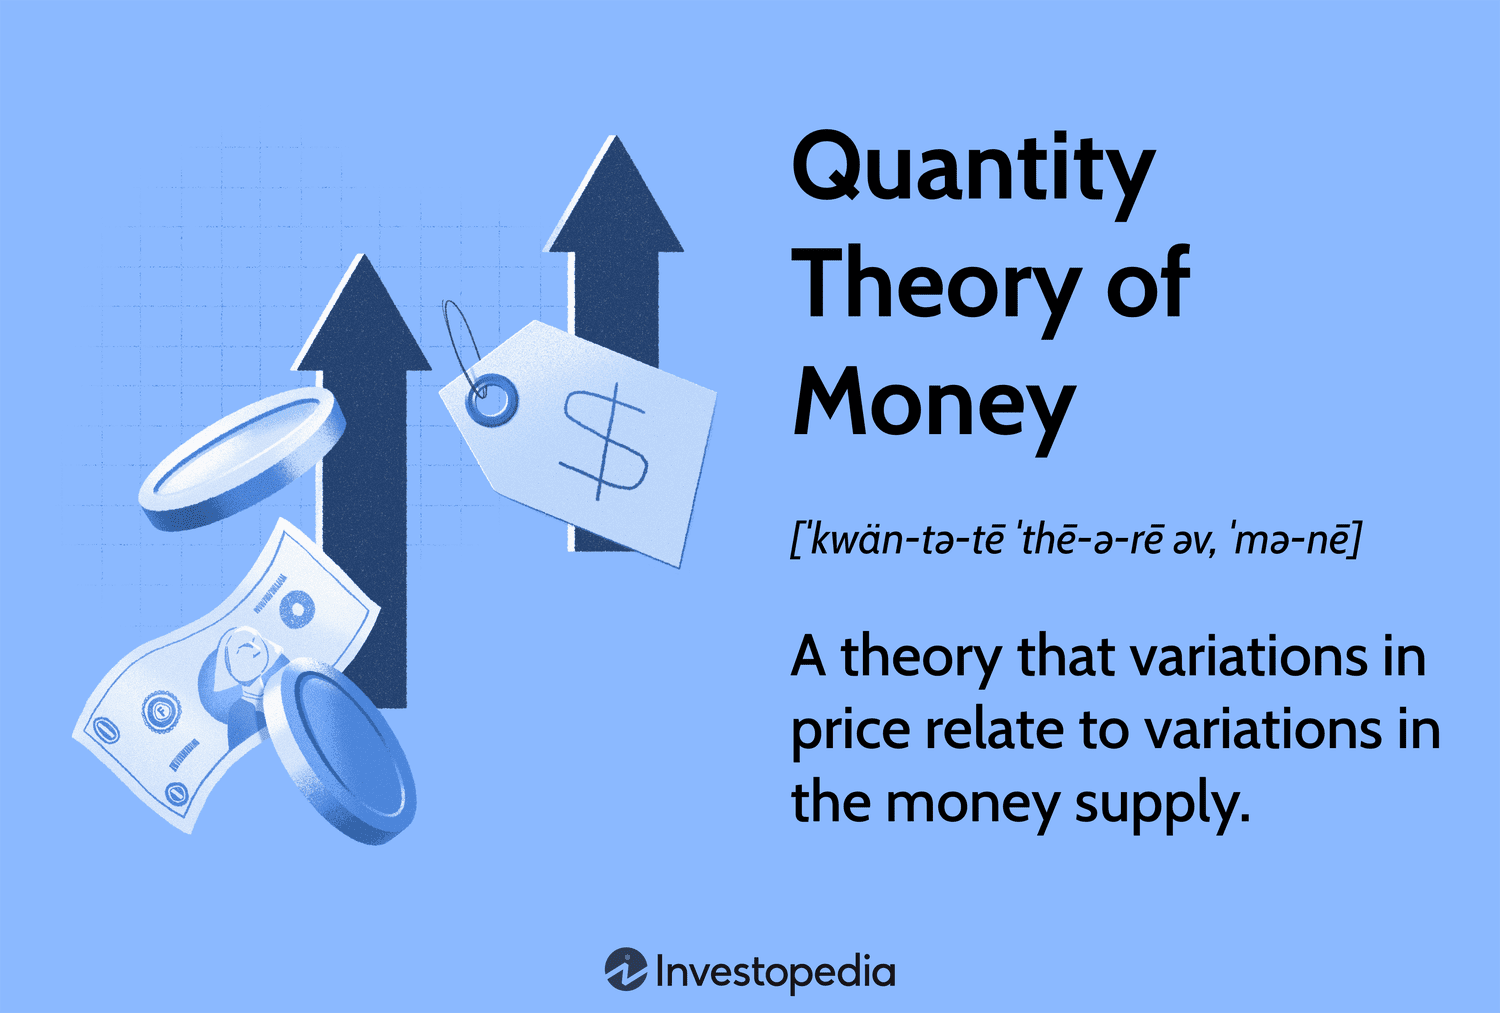 Quantity
Theory of
Money
[ˈkwän-tə-tē ˈthē-ə-rē əv, ˈmə-nē]
A theory that variations in
price relate to variations in
the money supply.
$
F
Investopedia